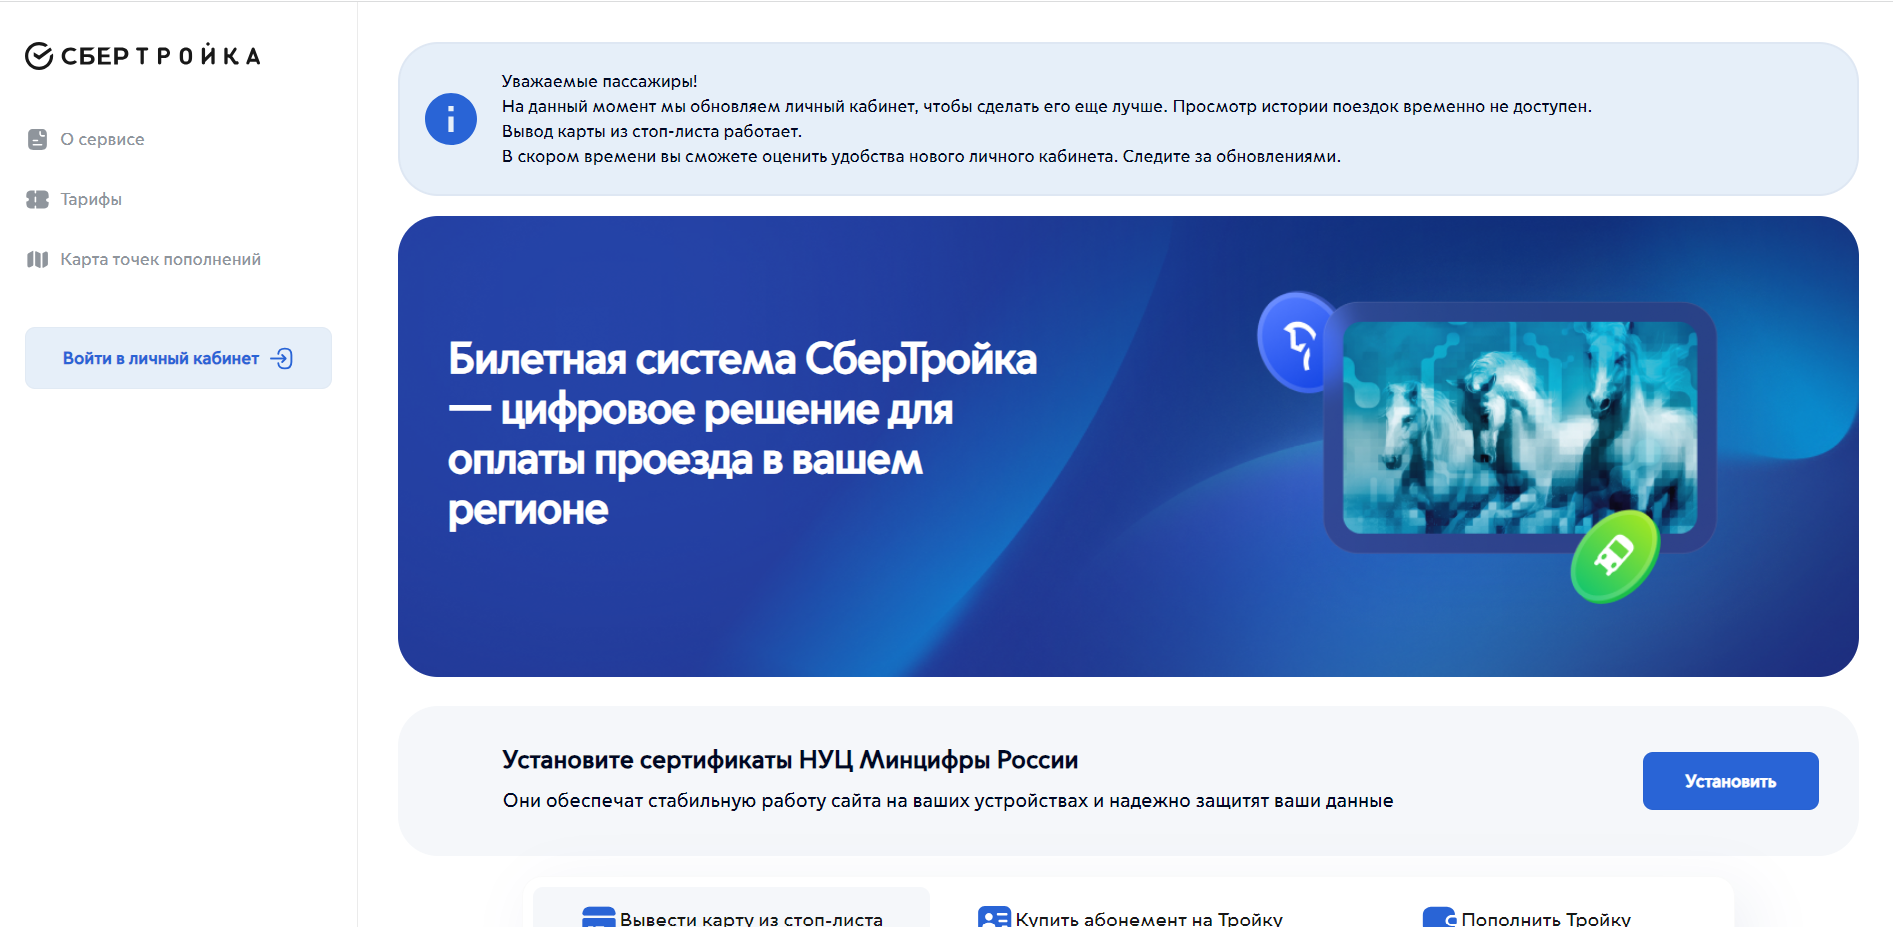 СБЕРТРОЙКА
О сервисе
Тарифы
Карта точек пополнений
Войти в личный кабинет
Уважаемые пассажиры!
На данный момент мы обновляем личный кабинет, чтобы сделать его еще лучше. Просмотр истории поездок временно не доступен.
Вывод карты из стоп-листа работает.
В скором времени вы сможете оценить удобства нового личного кабинета. Следите за обновлениями.
Билетная система СберТройка
— цифровое решение для
оплаты проезда в вашем
регионе
Установите сертификаты НУЦ Минцифры России
Они обеспечат стабильную работу сайта на ваших устройствах и надежно защитят ваши данные
Установить
Вывести карту из стоп-листа
Купить абонемент на Тройку
Пополнить Тройку